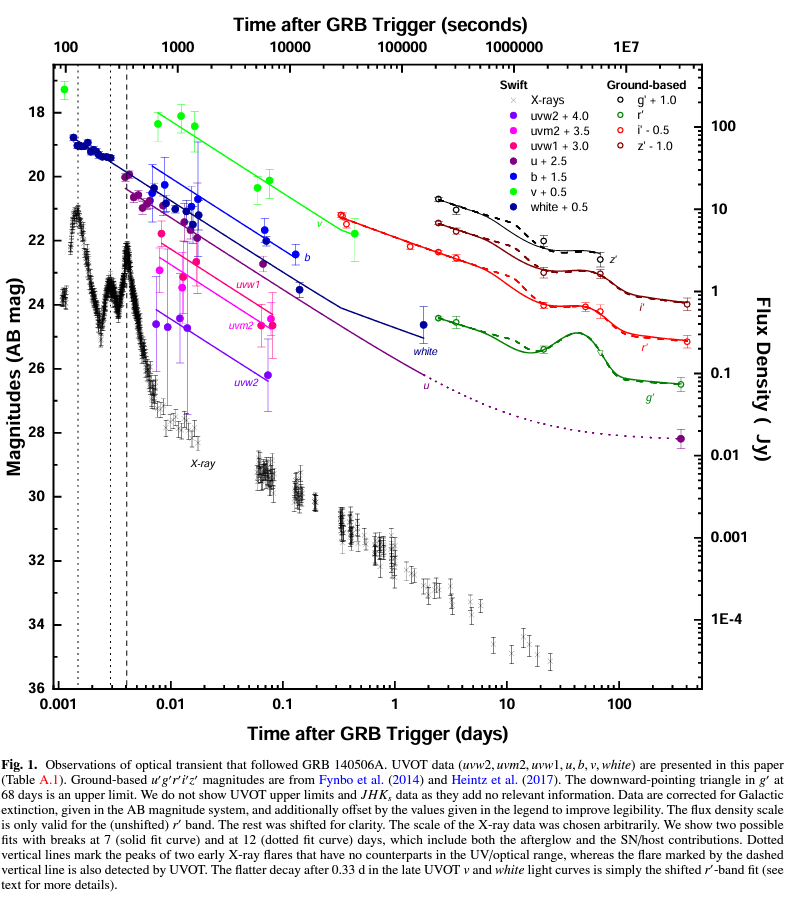 Time after GRB Trigger (seconds)
100 1000 10000 100000 1000000 1E7
Swift Ground-based
X-rays g' + 1.0
uvw2 + 4.0 r'
uvm2 + 3.5 i' - 0.5
uvw1 + 3.0 z' - 1.0
u + 2.5
b + 1.5
v + 0.5
white + 0.5
Magnitudes (AB mag)
18
20
22
24
26
28
30
32
34
36
100
10
1
0.1
0.01
0.001
1E-4
Flux Density ( Jy)
v
b
uvw1
uvm2
uvw2
white
u
z'
i'
r'
g'
X-ray
0.001 0.01 0.1 1 10 100
Time after GRB Trigger (days)
Fig. 1. Observations of optical transient that followed GRB 140506A. UVOT data (uvw2, uvm2, uvw1, u, b, v, white) are presented in this paper
(Table A.1). Ground-based u′g′r′i′z′ magnitudes are from Fynbo et al. (2014) and Heintz et al. (2017). The downward-pointing triangle in g′ at
68 days is an upper limit. We do not show UVOT upper limits and JHKs data as they add no relevant information. Data are corrected for Galactic
extinction, given in the AB magnitude system, and additionally offset by the values given in the legend to improve legibility. The flux density scale
is only valid for the (unshifted) r′ band. The rest was shifted for clarity. The scale of the X-ray data was chosen arbitrarily. We show two possible
fits with breaks at 7 (solid fit curve) and at 12 (dotted fit curve) days, which include both the afterglow and the SN/host contributions. Dotted
vertical lines mark the peaks of two early X-ray flares that have no counterparts in the UV/optical range, whereas the flare marked by the dashed
vertical line is also detected by UVOT. The flatter decay after 0.33 d in the late UVOT v and white light curves is simply the shifted r′-band fit (see
text for more details).